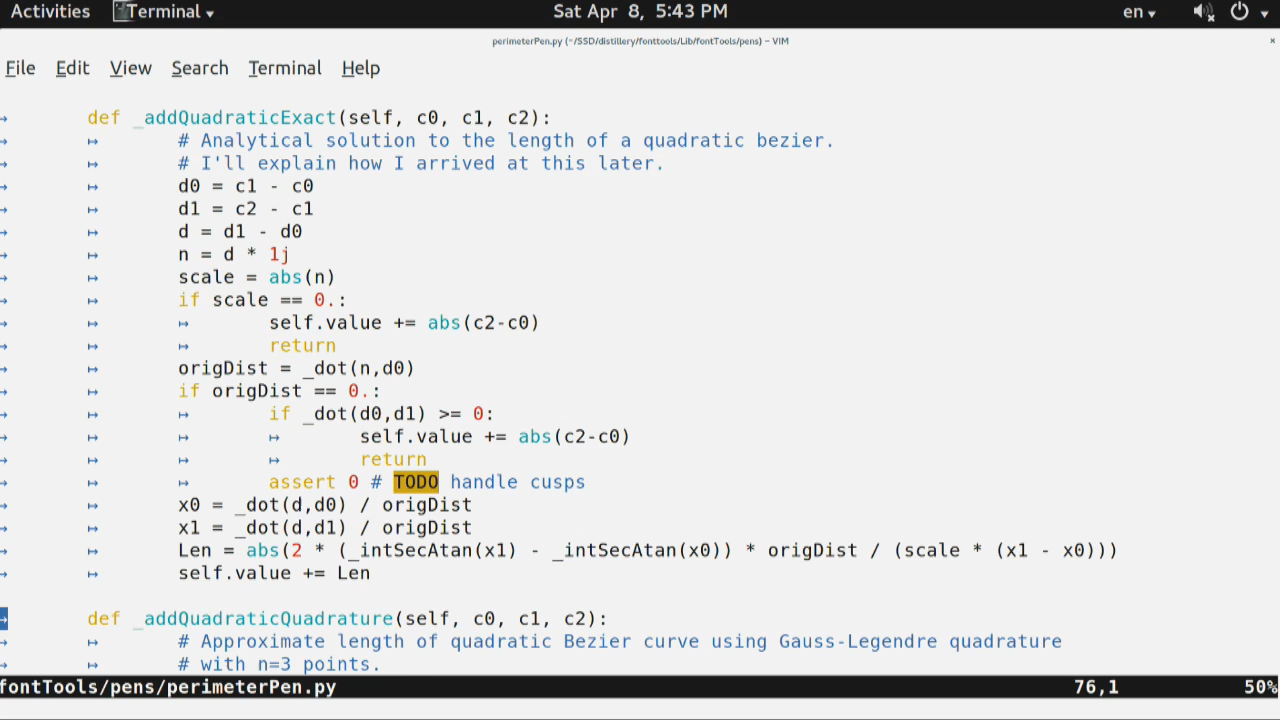 Activities Terminal Sat Apr 8, 5:43 PM en
perimeterPen.py (~/SSD/distillery/fonttools/Lib/fontTools/pens) - VIM
File Edit View Search Terminal Help
def _addQuadraticExact(self, c0, c1, c2):
# Analytical solution to the length of a quadratic bezier.
# I'll explain how I arrived at this later.
d0 = c1 - c0
d1 = c2 - c1
d = d1 - d0
n = d * 1j
scale = abs(n)
if scale == 0.:
self.value += abs(c2-c0)
return
origDist = _dot(n,d0)
if origDist == 0.:
if _dot(d0,d1) >= 0:
self.value += abs(c2-c0)
return
assert 0 # TODO handle cusps
x0 = _dot(d,d0) / origDist
x1 = _dot(d,d1) / origDist
Len = abs(2 * (_intSecAtan(x1) - _intSecAtan(x0)) * origDist / (scale * (x1 - x0)))
self.value += Len
def _addQuadraticQuadrature(self, c0, c1, c2):
# Approximate length of quadratic Bezier curve using Gauss-Legendre quadrature
# with n=3 points.
fontTools/pens/perimeterPen.py 76,1 50%